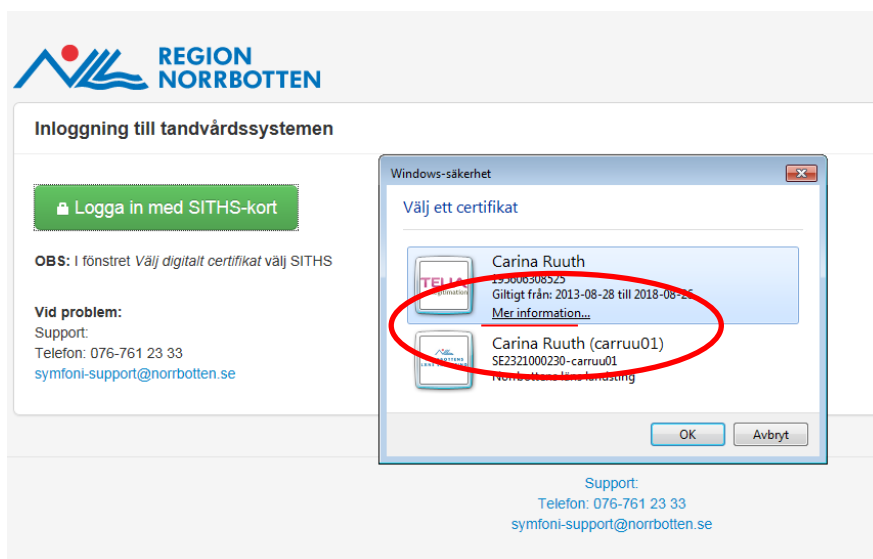 REGION
NORRBOTTEN
Inloggning till tandvårdssystemen
Logga in med SITHS-kort
OBS: I fönstret Välj digitalt certifikat välj SITHS
Vid problem:
Support:
Telefon: 076-761 23 33
symfoni-support@norrbotten.se
Windows-säkerhet
Välj ett certifikat
TELIA
Carina Ruuth
195606308525
Giltigt från: 2013-08-28 till 2018-08-26
Mer information...
Carina Ruuth (carruu01)
SE2321000230-carruu01
Norrbottens läns landsting
OK
Avbryt
Support:
Telefon: 076-761 23 33
symfoni-support@norrbotten.se